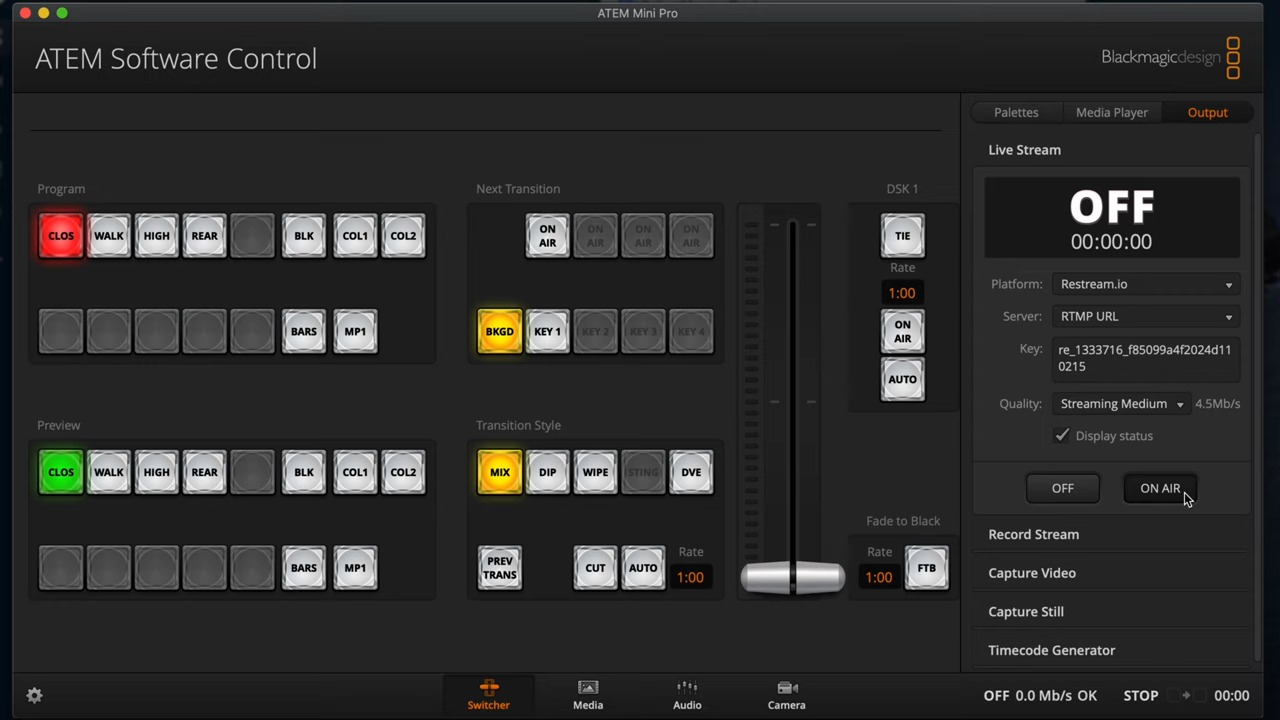 ATEM Mini Pro
ATEM Software Control
Blackmagicdesign
Palettes Media Player Output
Live Stream
OFF
00:00:00
Platform: Restream.io
Server: RTMP URL
Key: re_1333716_f85099a4f2024d11
0215
Quality: Streaming Medium 4.5Mb/s
Display status
OFF ON AIR
Record Stream
Capture Video
Capture Still
Timecode Generator
Program
CLOS WALK HIGH REAR BLK COL1 COL2
BARS MP1
Next Transition
ON AIR ON AIR ON AIR ON AIR
BKGD KEY 1 KEY 2 KEY 3 KEY 4
DSK 1
TIE
Rate
1:00
ON AIR
AUTO
Preview
CLOS WALK HIGH REAR BLK COL1 COL2
BARS MP1
Transition Style
MIX DIP WIPE STING DVE
PREV TRANS CUT AUTO Rate
1:00
Fade to Black
Rate
1:00 FTB
Switcher Media Audio Camera
OFF 0.0 Mb/s OK STOP 00:00